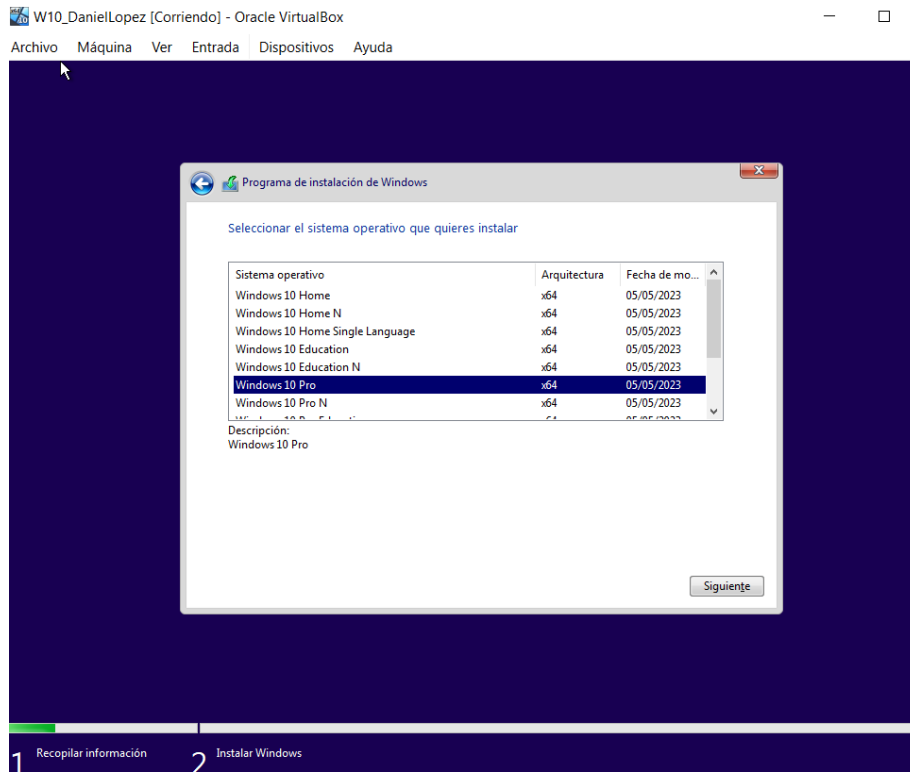 W10_DanielLopez [Corriendo] - Oracle VirtualBox
Archivo Máquina Ver Entrada Dispositivos Ayuda
Programa de instalación de Windows
Seleccionar el sistema operativo que quieres instalar
Sistema operativo Arquitectura Fecha de mo...
Windows 10 Home x64 05/05/2023
Windows 10 Home N x64 05/05/2023
Windows 10 Home Single Language x64 05/05/2023
Windows 10 Education x64 05/05/2023
Windows 10 Education N x64 05/05/2023
Windows 10 Pro x64 05/05/2023
Windows 10 Pro N x64 05/05/2023
Descripción:
Windows 10 Pro
Siguiente
1 Recopilar información 2 Instalar Windows